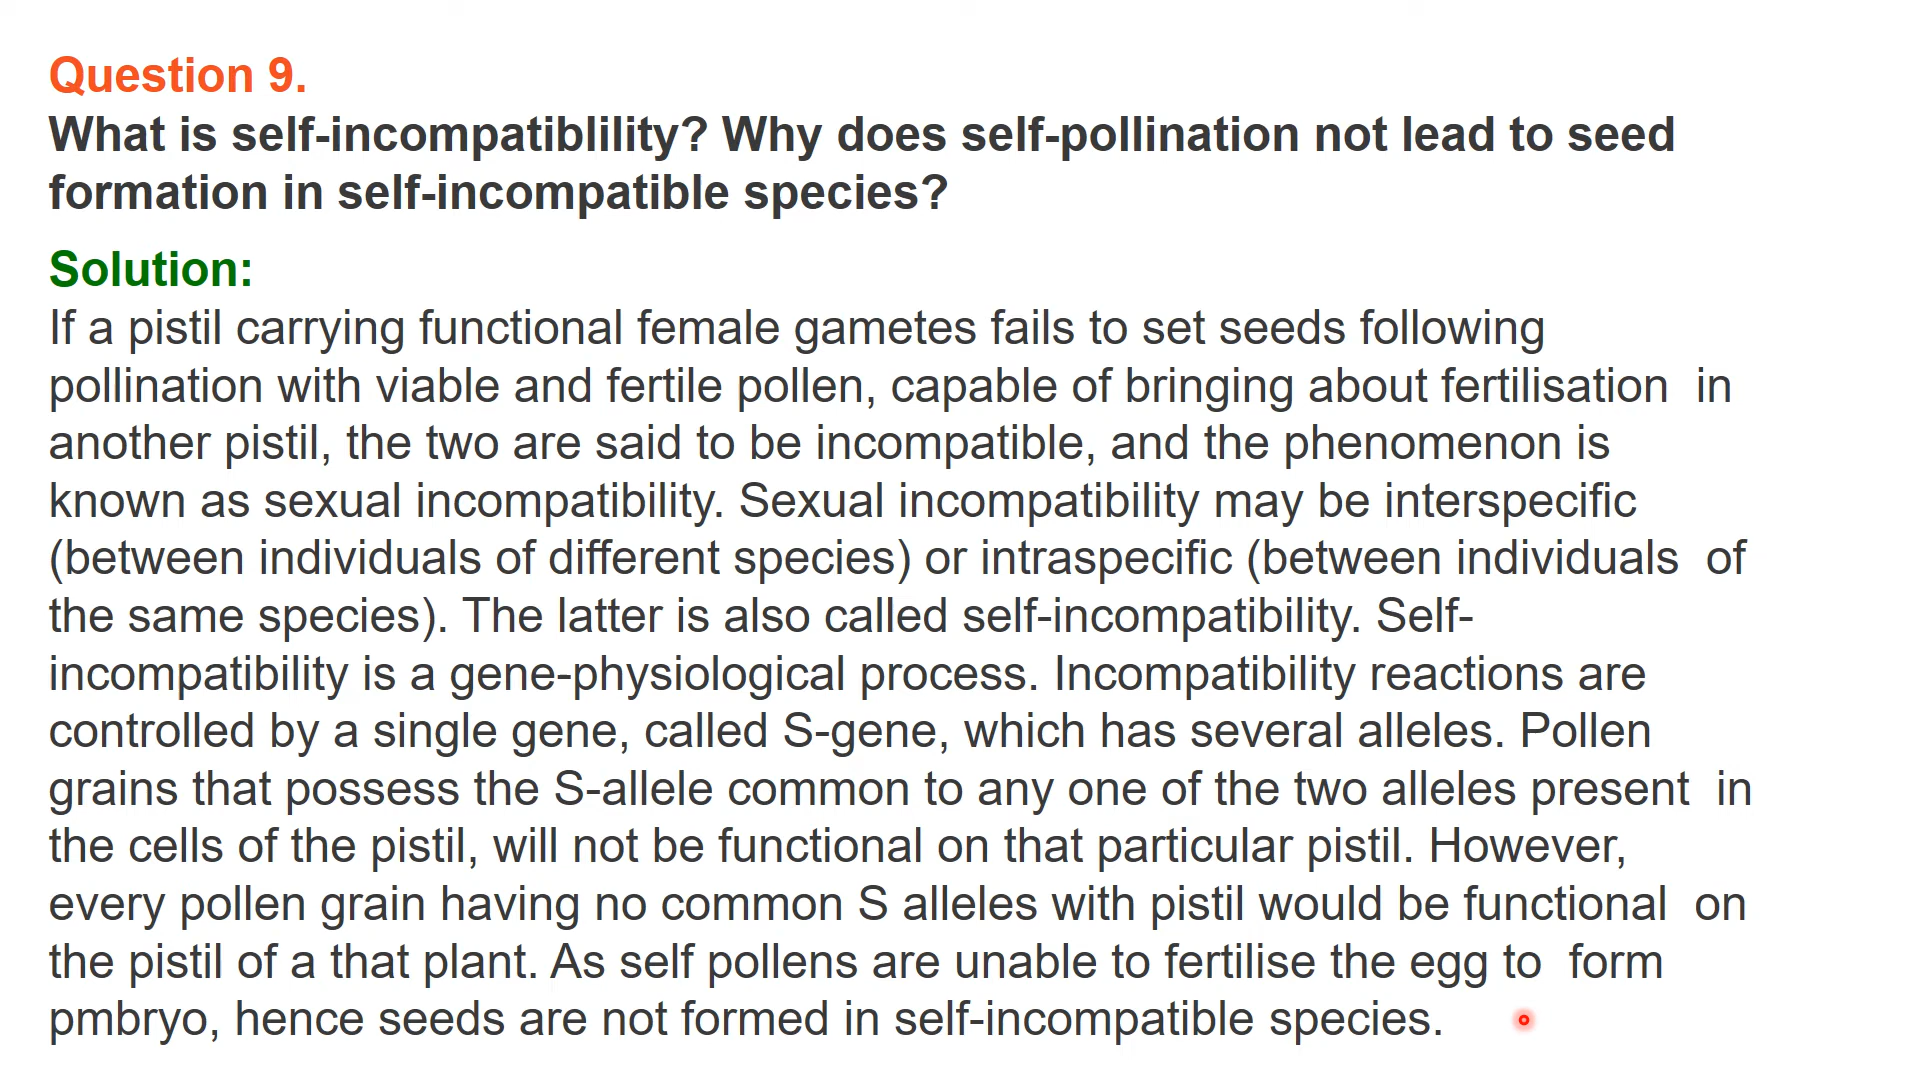 Question 9.
What is self-incompatiblility? Why does self-pollination not lead to seed
formation in self-incompatible species?
Solution:
If a pistil carrying functional female gametes fails to set seeds following
pollination with viable and fertile pollen, capable of bringing about fertilisation in
another pistil, the two are said to be incompatible, and the phenomenon is
known as sexual incompatibility. Sexual incompatibility may be interspecific
(between individuals of different species) or intraspecific (between individuals of
the same species). The latter is also called self-incompatibility. Self-
incompatibility is a gene-physiological process. Incompatibility reactions are
controlled by a single gene, called S-gene, which has several alleles. Pollen
grains that possess the S-allele common to any one of the two alleles present in
the cells of the pistil, will not be functional on that particular pistil. However,
every pollen grain having no common S alleles with pistil would be functional on
the pistil of a that plant. As self pollens are unable to fertilise the egg to form
pmbryo, hence seeds are not formed in self-incompatible species.